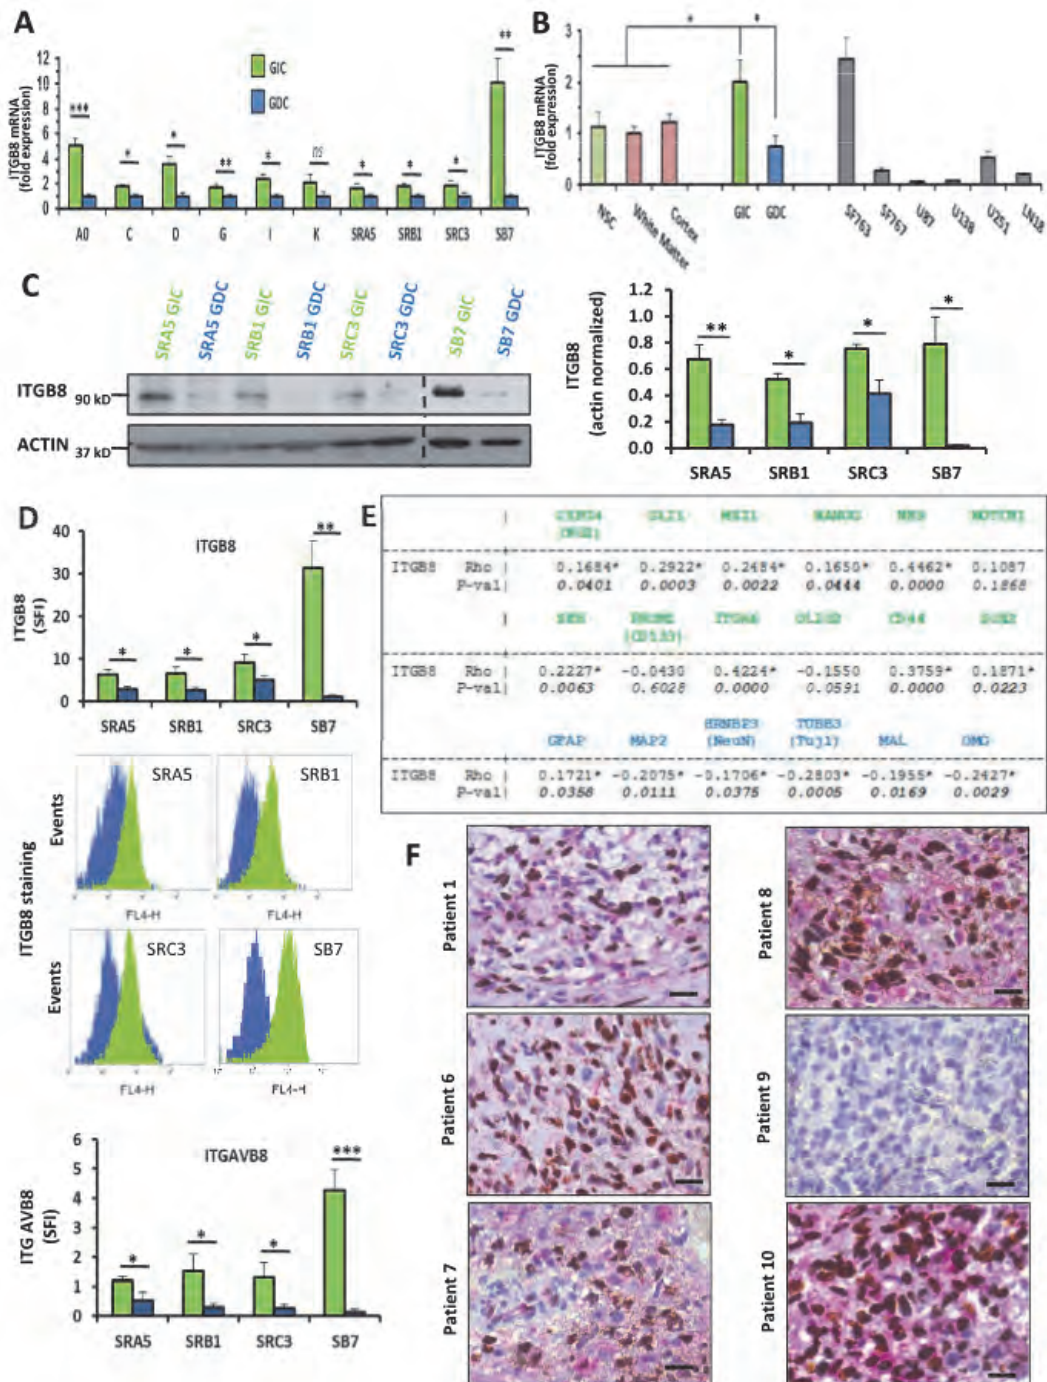 A
ITGB8 mRNA
(fold expression)
12
10
8
6
4
2
0
GIC
GDC
***
*
*
**
*
ns
*
*
*
**
A0 C D G I K SRA5 SRB1 SRC3 SB7
B
ITGB8 mRNA
(fold expression)
3
2
1
0
*
*
NSC
White Matter
Cortex
GIC
GDC
SF763
SF767
U87
U138
U251
LN18
C
SRA5 GIC
SRA5 GDC
SRB1 GIC
SRB1 GDC
SRC3 GIC
SRC3 GDC
SB7 GIC
SB7 GDC
ITGB8 90 kD
ACTIN 37 kD
ITGB8
(actin normalized)
1.2
1.0
0.8
0.6
0.4
0.2
0.0
**
*
*
*
SRA5 SRB1 SRC3 SB7
D
ITGB8
ITGB8
(SFI)
40
30
20
10
0
*
*
*
**
SRA5 SRB1 SRC3 SB7
ITGB8 staining
Events
SRA5
SRB1
FL4-H
FL4-H
Events
SRC3
SB7
FL4-H
FL4-H
ITGAVB8
ITG AVB8
(SFI)
6
5
4
3
2
1
0
*
*
*
***
SRA5 SRB1 SRC3 SB7
E
| GLI1 MSI1 NANOG NES NOTCH1
ITGB8 Rho | 0.1684* 0.2922* 0.2484* 0.1650* 0.4462* 0.1087
P-val| 0.0401 0.0003 0.0022 0.0444 0.0000 0.1868
| ITGA6 OLIG2 CD44 SOX2
(CD133)
ITGB8 Rho | 0.2227* -0.0430 0.4224* -0.1550 0.3759* 0.1871*
P-val| 0.0063 0.6028 0.0000 0.0591 0.0000 0.0223
| GFAP MAP2 (NeuN) TUBB3 (Tuj1) MAL OMG
ITGB8 Rho | 0.1721* -0.2075* -0.1706* -0.2803* -0.1955* -0.2427*
P-val| 0.0358 0.0111 0.0375 0.0005 0.0169 0.0029
F
Patient 1
Patient 8
Patient 6
Patient 9
Patient 7
Patient 10